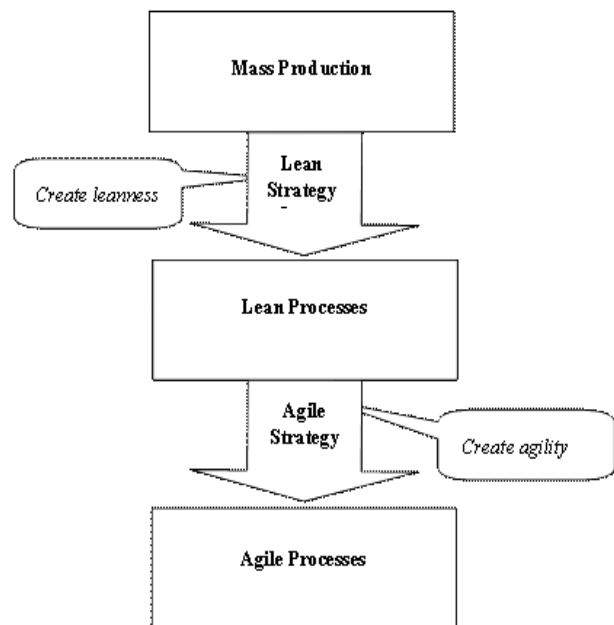 Mass Production
Lean
Strategy
Create leanness
Lean Processes
Agile
Strategy
Create agility
Agile Processes